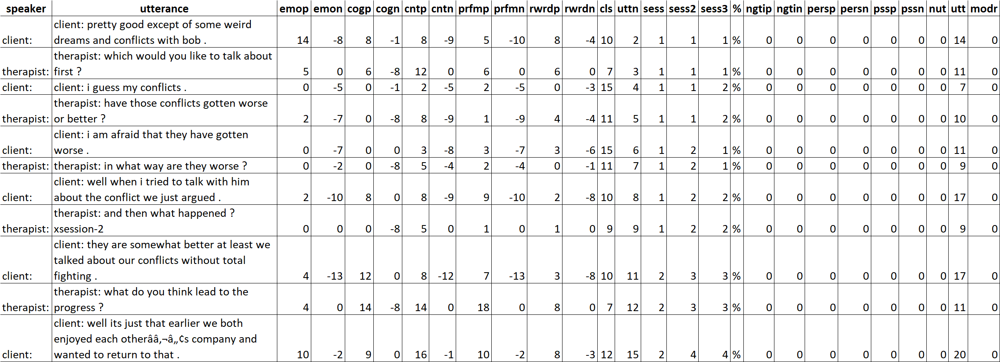 speaker utterance emop emon cogp cogn cntp cntn prfmp prfmn rwrdp rwrdn cls uttn sess sess2 sess3 % ngtip ngtin persp persn pssp pssn nut utt modr
client: pretty good except of some weird
client: dreams and conflicts with bob . 14 -8 8 -1 8 -9 5 -10 8 -4 10 2 1 1 1 % 0 0 0 0 0 0 0 14 0
therapist: which would you like to talk about
therapist: first ? 5 0 6 -8 12 0 6 0 6 0 7 3 1 1 1 % 0 0 0 0 0 0 0 11 0
client: client: i guess my conflicts . 0 -5 0 -1 2 -5 2 -5 0 -3 15 4 1 1 2 % 0 0 0 0 0 0 0 7 0
therapist: have those conflicts gotten worse
therapist: or better ? 2 -7 0 -8 8 -9 1 -9 4 -4 11 5 1 1 2 % 0 0 0 0 0 0 0 10 0
client: i am afraid that they have gotten
client: worse . 0 -7 0 0 3 -8 3 -7 3 -6 15 6 1 2 1 % 0 0 0 0 0 0 0 11 0
therapist: therapist: in what way are they worse ? 0 -2 0 -8 5 -4 2 -4 0 -1 11 7 1 2 1 % 0 0 0 0 0 0 0 9 0
client: well when i tried to talk with him
client: about the conflict we just argued . 2 -10 8 0 8 -9 9 -10 2 -8 10 8 1 2 2 % 0 0 0 0 0 0 0 17 0
therapist: and then what happened ?
therapist: xsession-2 0 0 0 -8 5 0 1 0 1 0 9 9 1 2 2 % 0 0 0 0 0 0 0 9 0
client: they are somewhat better at least we
talked about our conflicts without total
client: fighting . 4 -13 12 0 8 -12 7 -13 3 -8 10 11 2 3 3 % 0 0 0 0 0 0 0 17 0
therapist: what do you think lead to the
therapist: progress ? 4 0 14 -8 14 0 18 0 8 0 7 12 2 3 3 % 0 0 0 0 0 0 0 11 0
client: well its just that earlier we both
enjoyed each otherââ‚¬â„¢s company and
client: wanted to return to that . 10 -2 9 0 16 -1 10 -2 8 -3 12 15 2 4 4 % 0 0 0 0 0 0 0 20 0